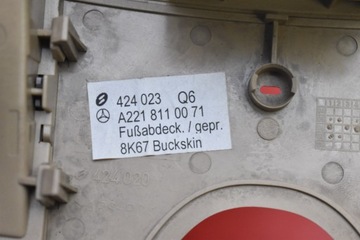 424 023 Q6
A221 811 00 71
Fußabdeck. / gepr.
8K67 Buckskin